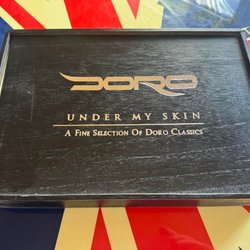 DORO
UNDER MY SKIN
A Fine Selection Of Doro Classics